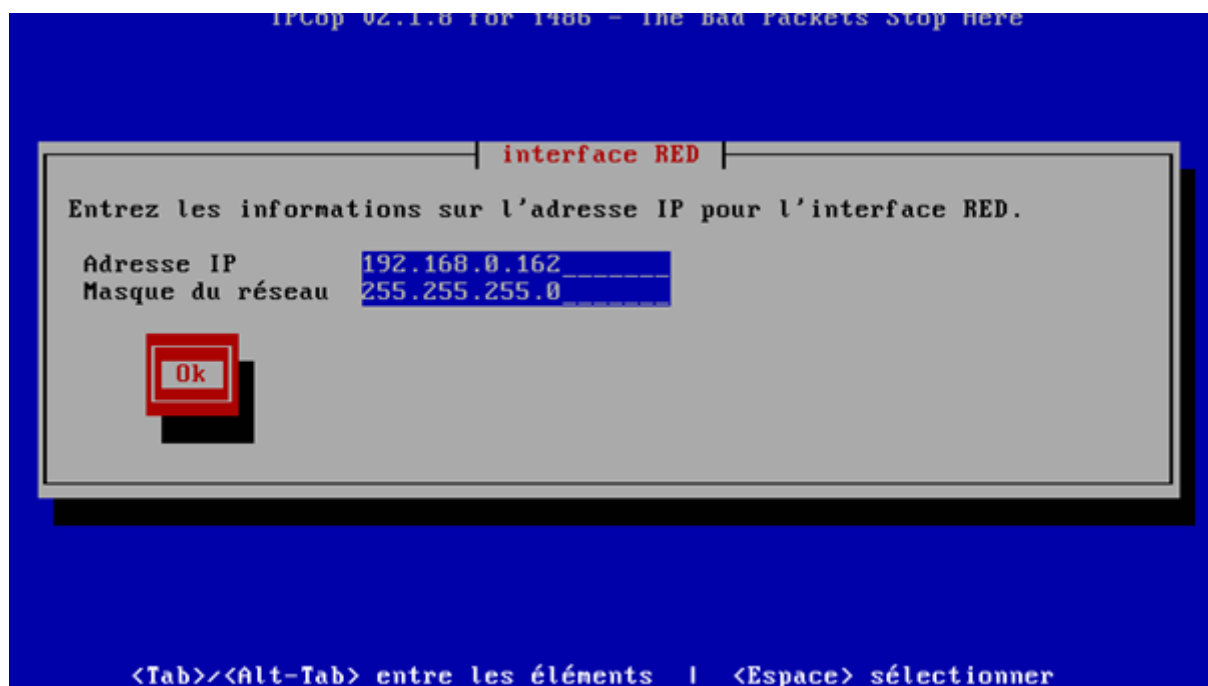 IPCop v2.1.8 for i486 - The Bad Packets Stop Here
interface RED
Entrez les informations sur l'adresse IP pour l'interface RED.
Adresse IP 192.168.0.162_______
Masque du réseau 255.255.255.0_______
Ok
<Tab>/<Alt-Tab> entre les éléments | <Espace> sélectionner